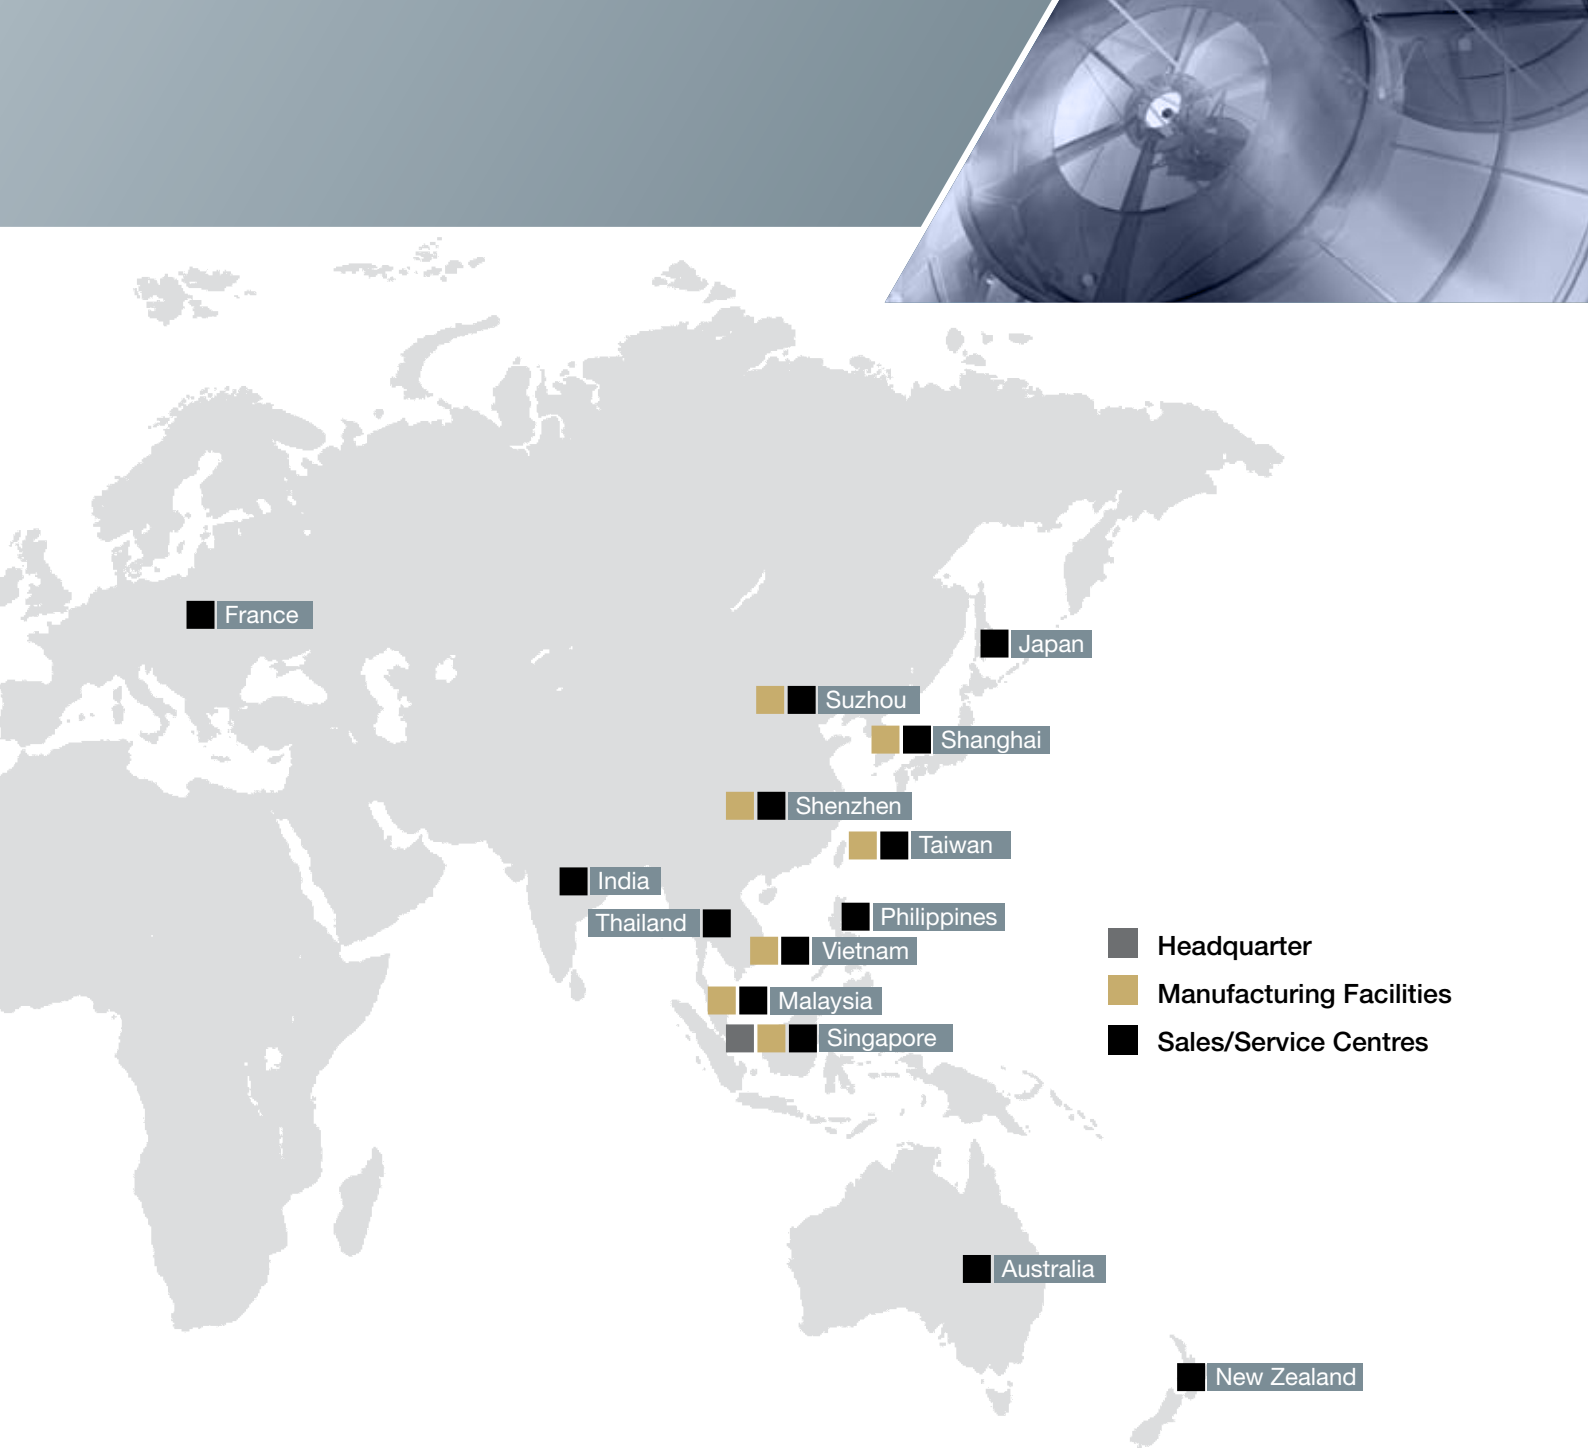 France
Japan
Suzhou
Shanghai
Shenzhen
Taiwan
India
Philippines
Thailand
Vietnam
Malaysia
Singapore
Headquarter
Manufacturing Facilities
Sales/Service Centres
Australia
New Zealand